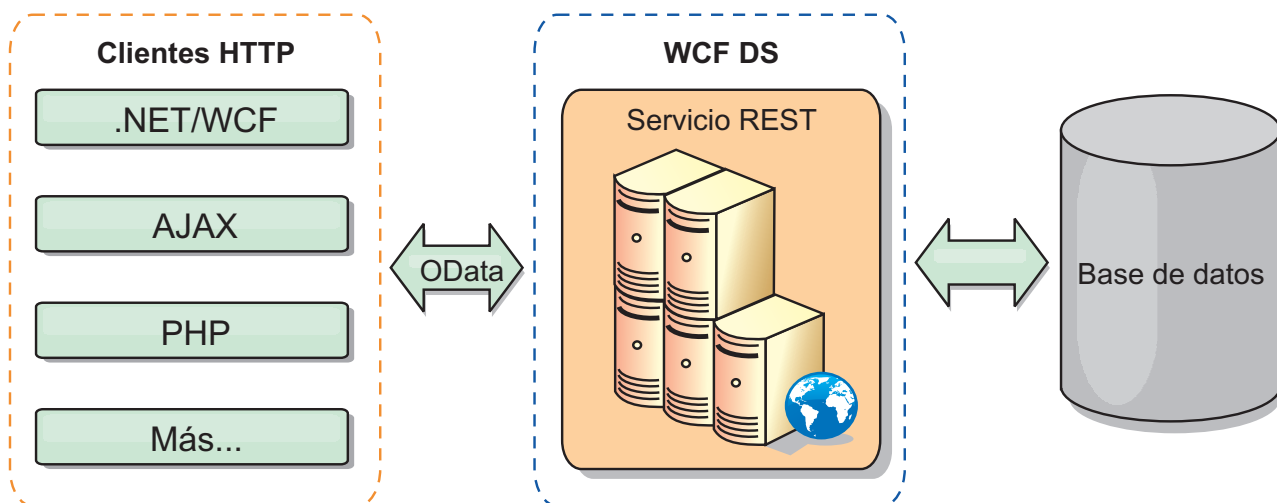 Clientes HTTP
.NET/WCF
AJAX
PHP
Más...
OData
WCF DS
Servicio REST
Base de datos